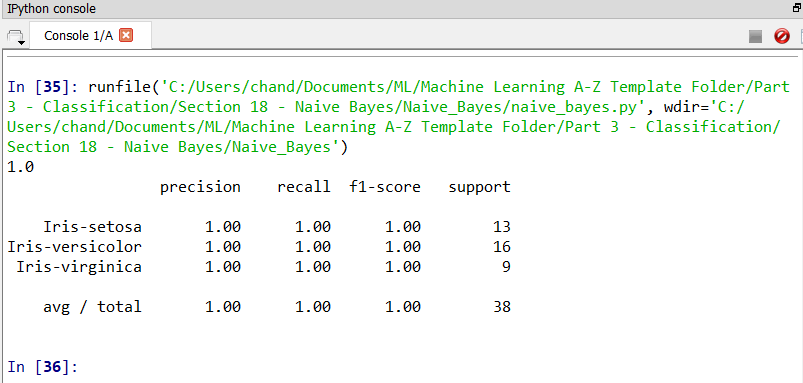 IPython console
Console 1/A
In [35]: runfile('C:/Users/chand/Documents/ML/Machine Learning A-Z Template Folder/Part
3 - Classification/Section 18 - Naive Bayes/Naive_Bayes/naive_bayes.py', wdir='C:/
Users/chand/Documents/ML/Machine Learning A-Z Template Folder/Part 3 - Classification/
Section 18 - Naive Bayes/Naive_Bayes')
1.0
precision recall f1-score support
Iris-setosa 1.00 1.00 1.00 13
Iris-versicolor 1.00 1.00 1.00 16
Iris-virginica 1.00 1.00 1.00 9
avg / total 1.00 1.00 1.00 38
In [36]: